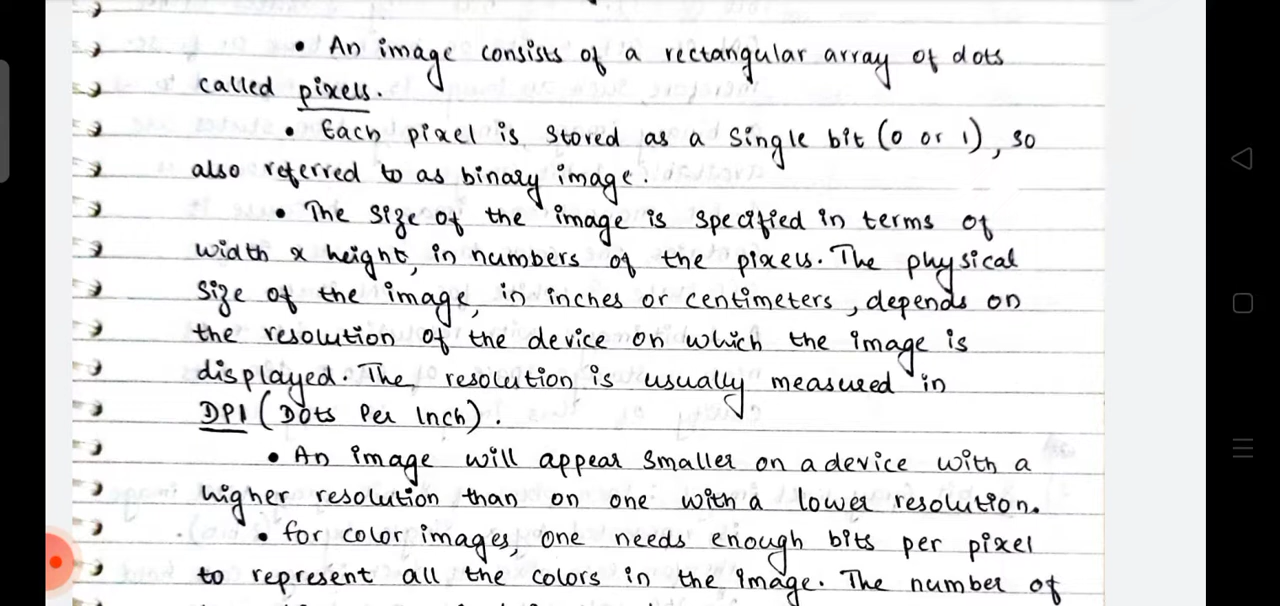 • An image consists of a rectangular array of dots
called pixels.
• Each pixel is stored as a single bit (0 or 1), so
also referred to as binary image.
• The size of the image is specified in terms of
width x height, in numbers of the pixels. The physical
size of the image, in inches or centimeters, depends on
the resolution of the device on which the image is
displayed. The resolution is usually measured in
DPI (Dots Per Inch).
• An image will appear smaller on a device with a
higher resolution than on one with a lower resolution.
• for color images, one needs enough bits per pixel
to represent all the colors in the image. The number of